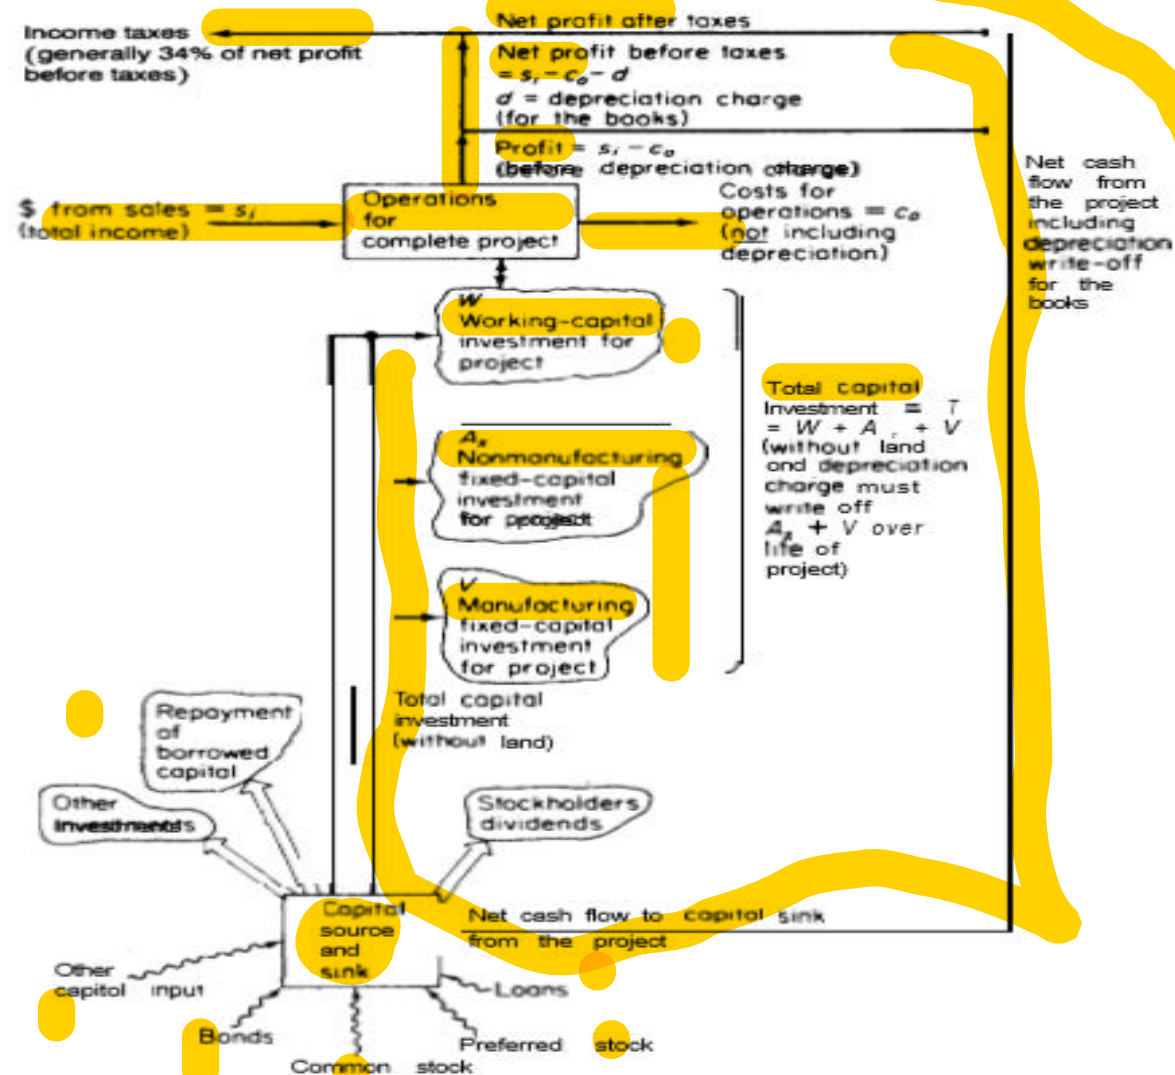 Net profit after taxes
Income taxes
(generally 34% of net profit
before taxes)
Net profit before taxes
= sᵢ - cₒ - d
d = depreciation charge
(for the books)
Profit = sᵢ - cₒ
(before depreciation charge)
$ from sales = sᵢ
(total income)
Operations
for
complete project
Costs for
operations = cₒ
(not including
depreciation)
Net cash
flow from
the project
including
depreciation
write-off
for the
books
W
Working-capital
investment for
project
Aₓ
Nonmanufacturing
fixed-capital
investment
for project
V
Manufacturing
fixed-capital
investment
for project
Total capital
Investment = T
= W + A , + V
(without land
ond depreciation
charge must
write off
Aₓ + V over
life of
project)
Total capital
investment
(without land)
Repayment
of
borrowed
capital
Other
Investments
Stockholders
dividends
Capital
source
and
sink
Net cash flow to capital sink
from the project
Other
capitol input
Loans
Bonds
Preferred stock
Common stock